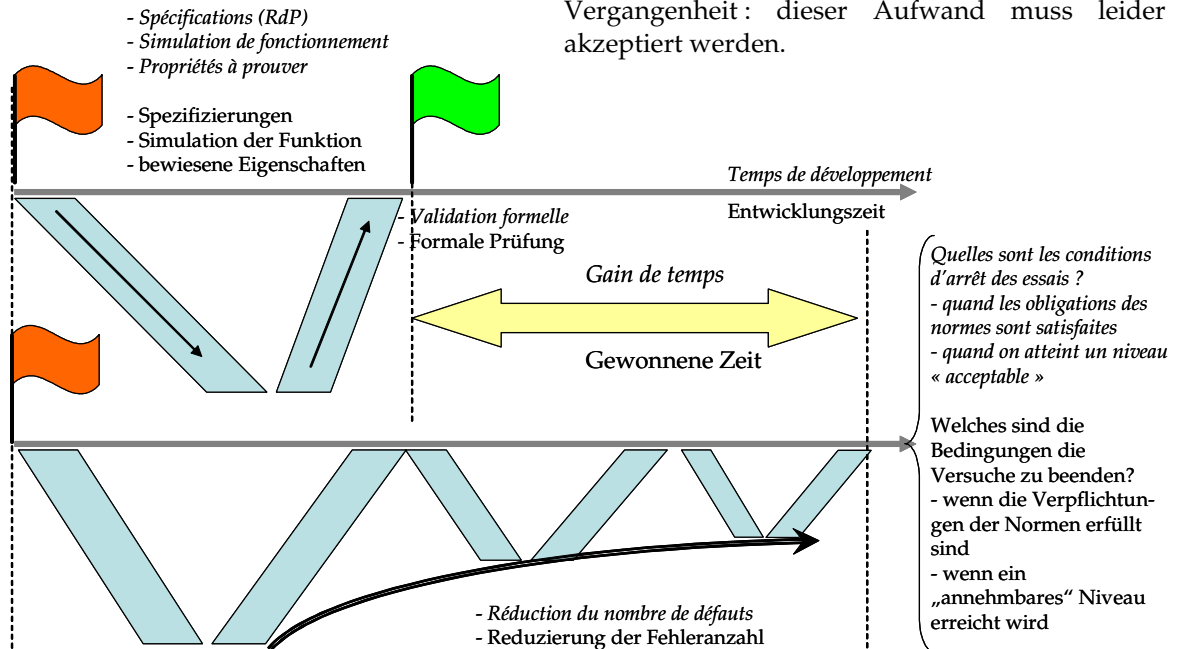 Vergangenheit : dieser Aufwand muss leider
akzeptiert werden.
- Spécifications (RdP)
- Simulation de fonctionnement
- Propriétés à prouver
- Spezifizierungen
- Simulation der Funktion
- bewiesene Eigenschaften
Temps de développement
Entwicklungszeit
- Validation formelle
- Formale Prüfung
Gain de temps
Gewonnene Zeit
Quelles sont les conditions
d’arrêt des essais ?
- quand les obligations des
normes sont satisfaites
- quand on atteint un niveau
« acceptable »
Welches sind die
Bedingungen die
Versuche zu beenden?
- wenn die Verpflichtun-
gen der Normen erfüllt
sind
- wenn ein
„annehmbares“ Niveau
erreicht wird
- Réduction du nombre de défauts
- Reduzierung der Fehleranzahl